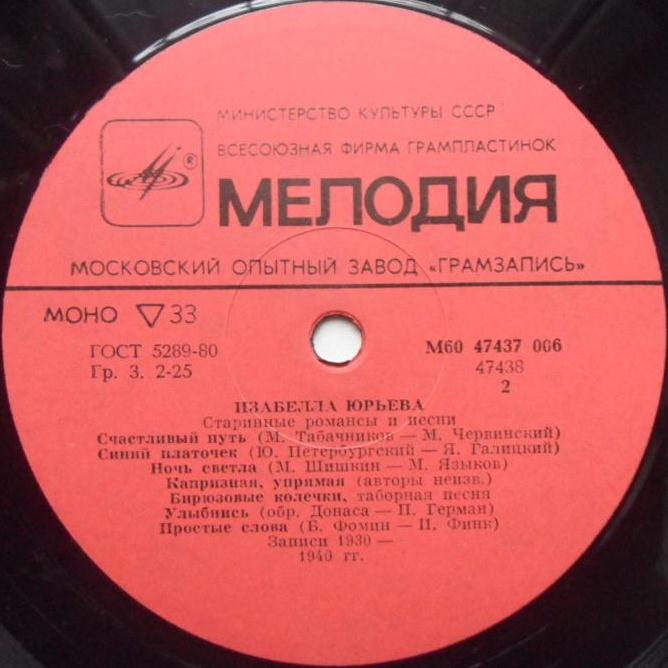 МИНИСТЕРСТВО КУЛЬТУРЫ СССР
®
ВСЕСОЮЗНАЯ ФИРМА ГРАМПЛАСТИНОК
МЕЛОДИЯ
МОСКОВСКИЙ ОПЫТНЫЙ ЗАВОД «ГРАМЗАПИСЬ»
МОНО ▽ 33
ГОСТ 5289-80
М60 47437 006
Гр. 3. 2-25
47438
2
ИЗАБЕЛЛА ЮРЬЕВА
Старинные романсы и песни
Счастливый путь (М. Табачников — М. Червинский)
Синий платочек (Ю. Петербургский — Я. Галицкий)
Ночь светла (М. Шишкин — М. Языков)
Капризная, упрямая (авторы неизв.)
Бирюзовые колечки, таборная песня
Улыбнись (обр. Донаса — П. Герман)
Простые слова (Б. Фомин — П. Финк)
Записи 1930 —
1940 гг.